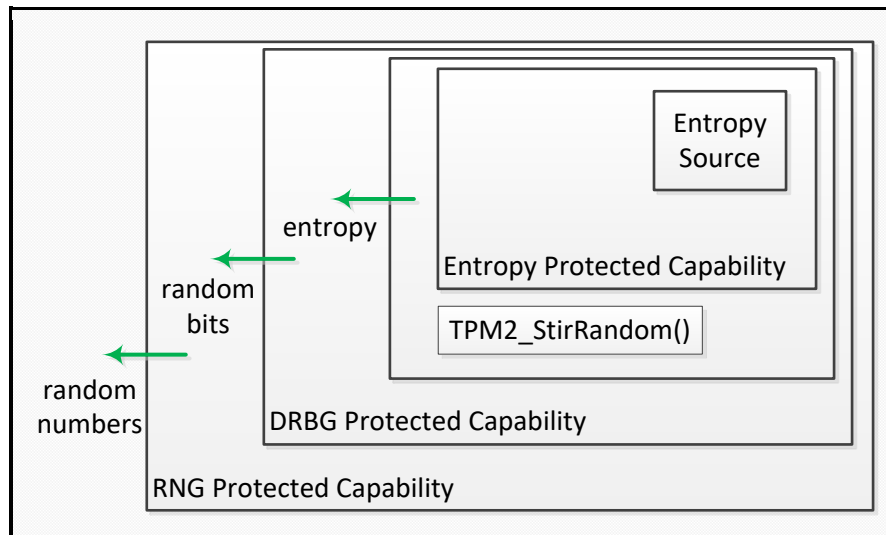 Entropy
Source
entropy
Entropy Protected Capability
random
bits
TPM2_StirRandom()
random
numbers
DRBG Protected Capability
RNG Protected Capability